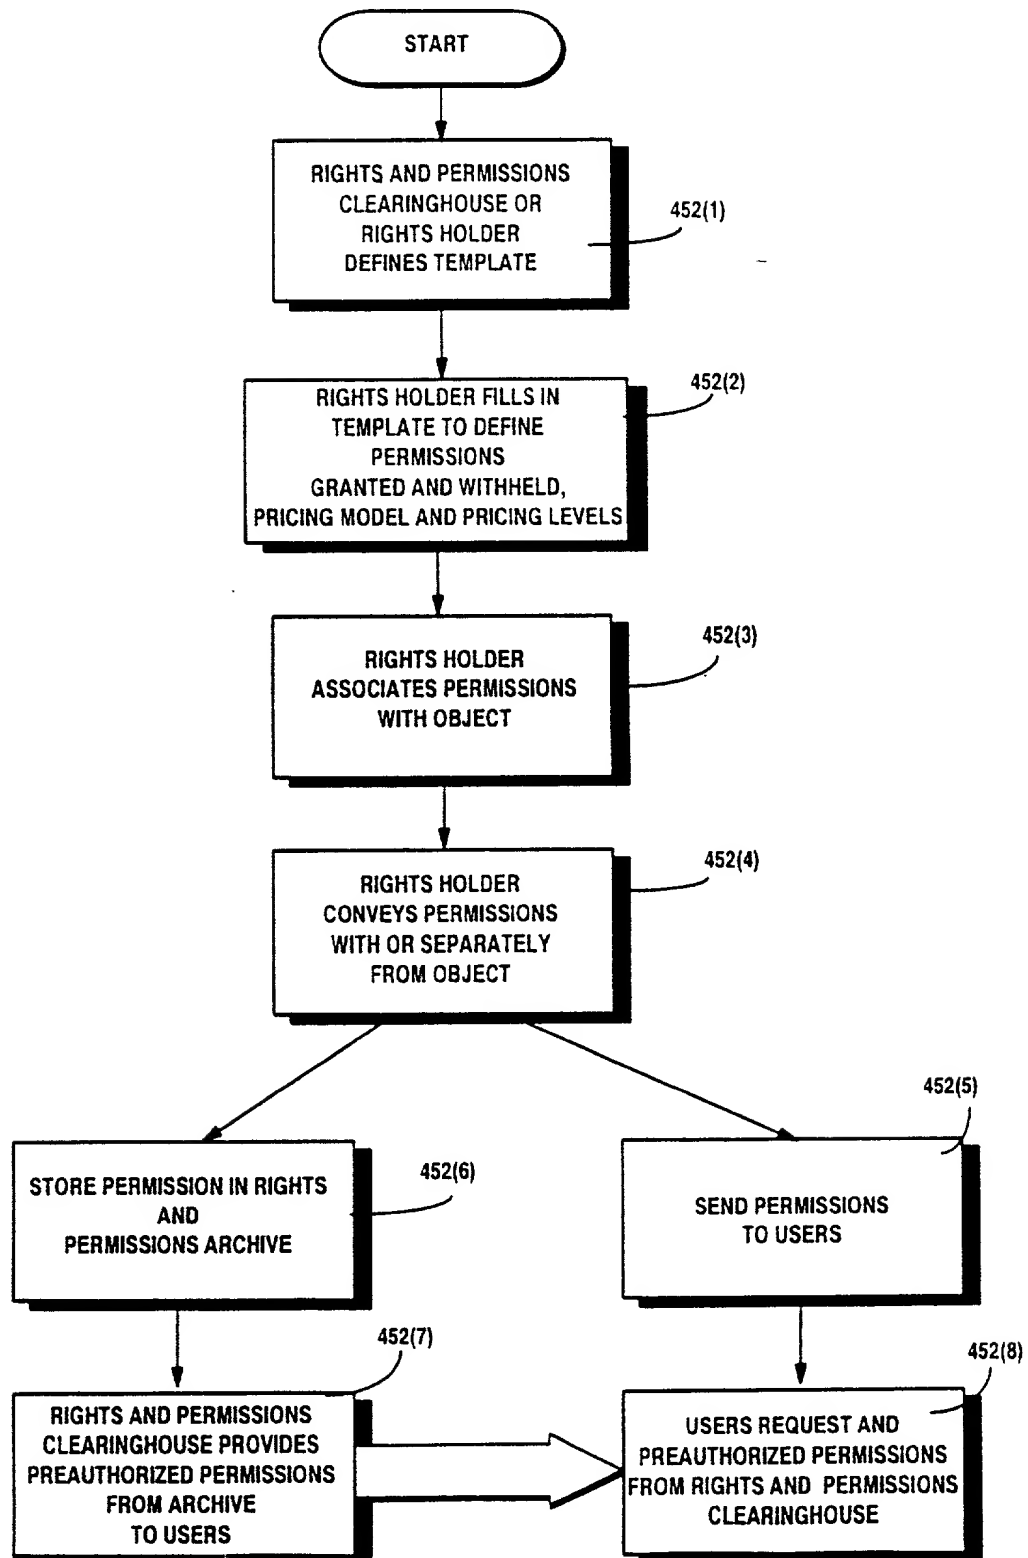 START
RIGHTS AND PERMISSIONS
CLEARINGHOUSE OR
RIGHTS HOLDER
DEFINES TEMPLATE
452(1)
RIGHTS HOLDER FILLS IN
TEMPLATE TO DEFINE
PERMISSIONS
GRANTED AND WITHHELD,
PRICING MODEL AND PRICING LEVELS
452(2)
RIGHTS HOLDER
ASSOCIATES PERMISSIONS
WITH OBJECT
452(3)
RIGHTS HOLDER
CONVEYS PERMISSIONS
WITH OR SEPARATELY
FROM OBJECT
452(4)
STORE PERMISSION IN RIGHTS
AND
PERMISSIONS ARCHIVE
452(6)
SEND PERMISSIONS
TO USERS
452(5)
RIGHTS AND PERMISSIONS
CLEARINGHOUSE PROVIDES
PREAUTHORIZED PERMISSIONS
FROM ARCHIVE
TO USERS
452(7)
USERS REQUEST AND
PREAUTHORIZED PERMISSIONS
FROM RIGHTS AND PERMISSIONS
CLEARINGHOUSE
452(8)